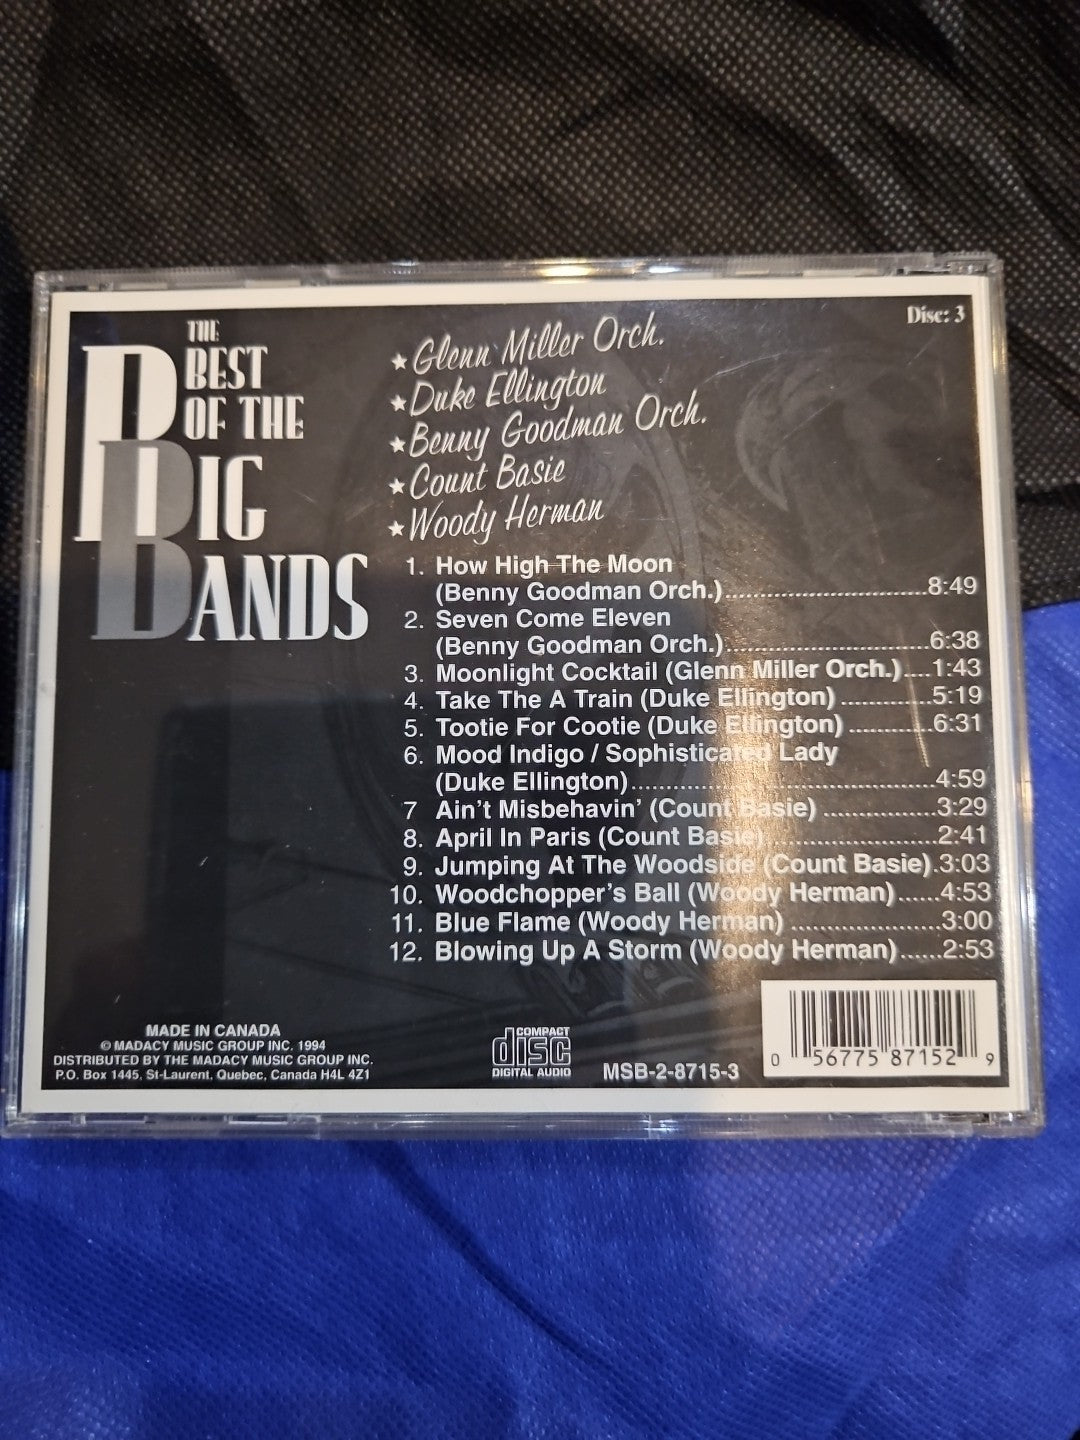 Disc: 3
THE
BEST
OF THE
BIG
BANDS
★ Glenn Miller Orch.
★ Duke Ellington
★ Benny Goodman Orch.
★ Count Basie
★ Woody Herman
1. How High The Moon
(Benny Goodman Orch.).............................8:49
2. Seven Come Eleven
(Benny Goodman Orch.).............................6:38
3. Moonlight Cocktail (Glenn Miller Orch.)....1:43
4. Take The A Train (Duke Ellington) .............5:19
5. Tootie For Cootie (Duke Ellington) ............6:31
6. Mood Indigo / Sophisticated Lady
(Duke Ellington)............................................4:59
7 Ain't Misbehavin' (Count Basie) ................3:29
8. April In Paris (Count Basie).........................2:41
9. Jumping At The Woodside (Count Basie).3:03
10. Woodchopper's Ball (Woody Herman)......4:53
11. Blue Flame (Woody Herman) .....................3:00
12. Blowing Up A Storm (Woody Herman)......2:53
MADE IN CANADA
© MADACY MUSIC GROUP INC. 1994
DISTRIBUTED BY THE MADACY MUSIC GROUP INC.
P.O. Box 1445, St-Laurent, Quebec, Canada H4L 4Z1
COMPACT
disc
DIGITAL AUDIO
MSB-2-8715-3
0 56775 87152 9